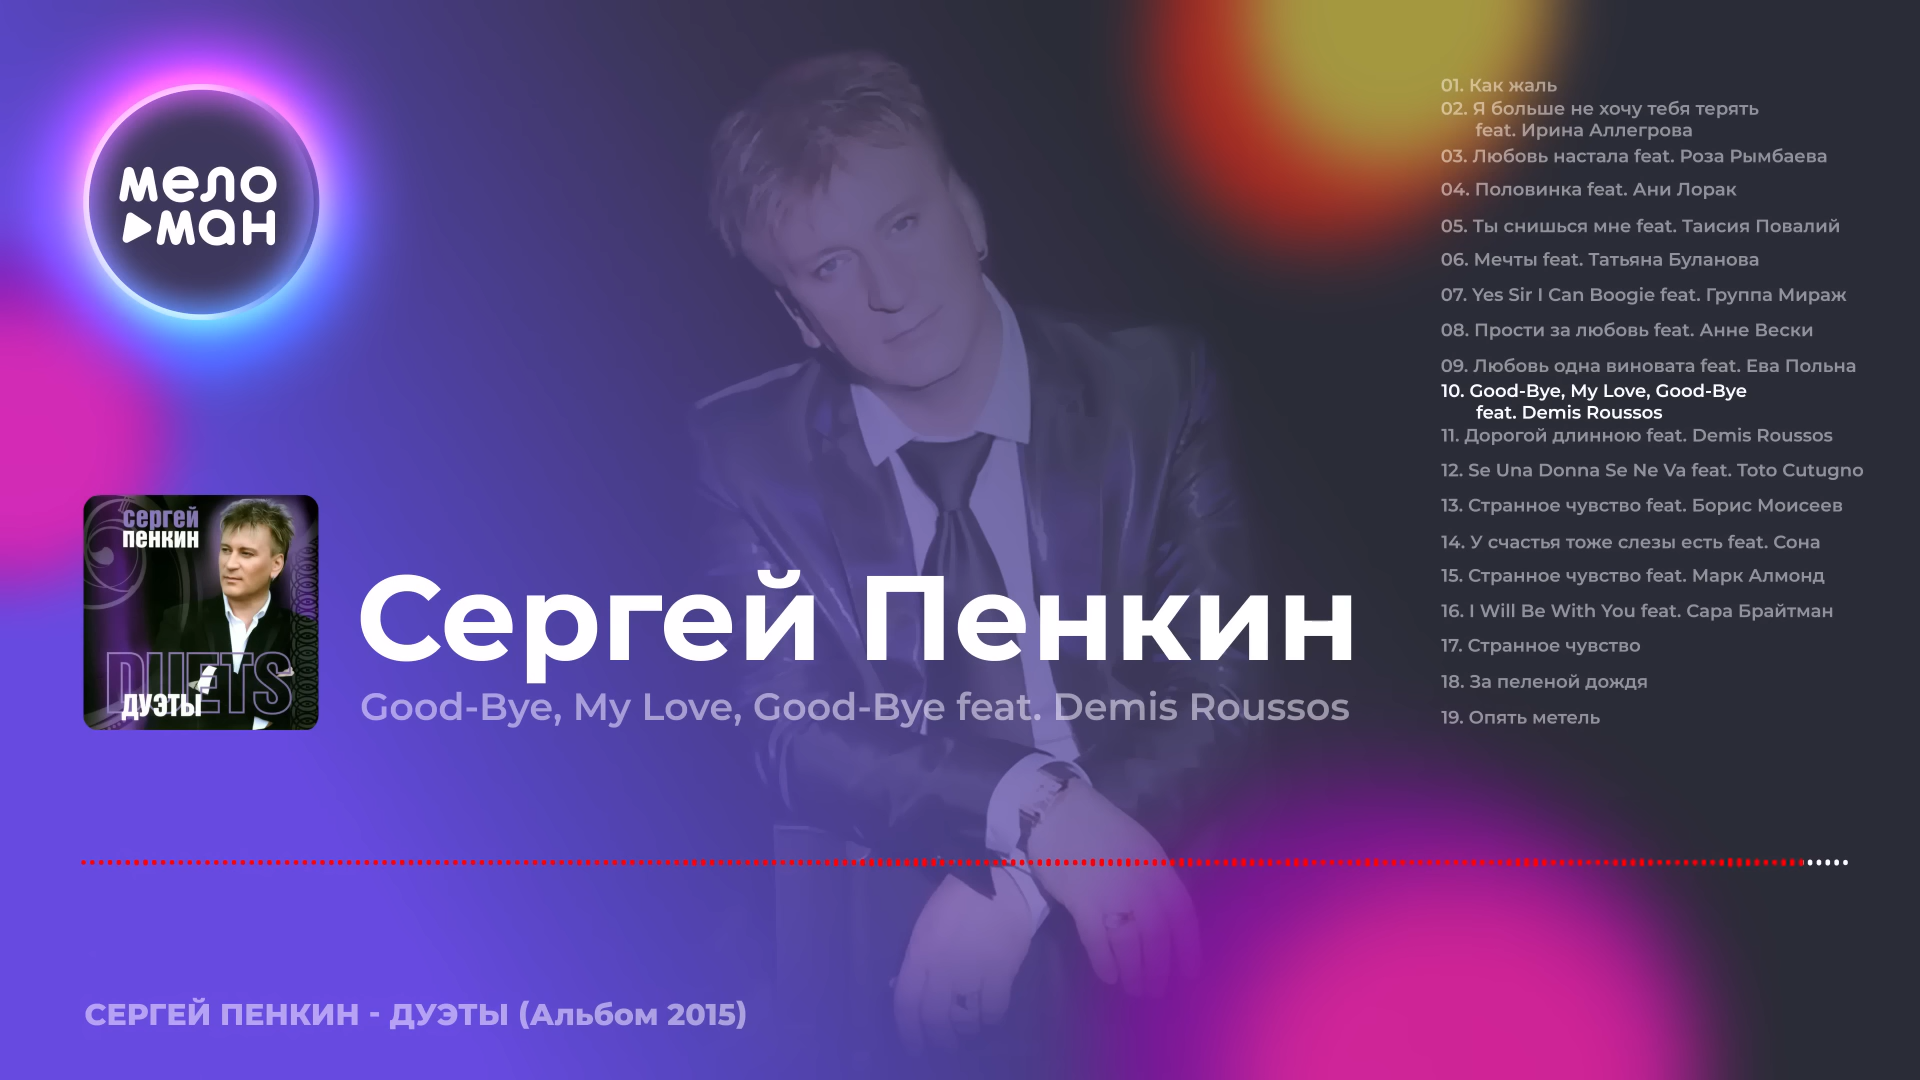 мело
ман
сергей
пенкин
DUETS
ДУЭТЫ
Сергей Пенкин
Good-Bye, My Love, Good-Bye feat. Demis Roussos
01. Как жаль
02. Я больше не хочу тебя терять
feat. Ирина Аллегрова
03. Любовь настала feat. Роза Рымбаева
04. Половинка feat. Ани Лорак
05. Ты снишься мне feat. Таисия Повалий
06. Мечты feat. Татьяна Буланова
07. Yes Sir I Can Boogie feat. Группа Мираж
08. Прости за любовь feat. Анне Вески
09. Любовь одна виновата feat. Ева Польна
10. Good-Bye, My Love, Good-Bye
feat. Demis Roussos
11. Дорогой длинною feat. Demis Roussos
12. Se Una Donna Se Ne Va feat. Toto Cutugno
13. Странное чувство feat. Борис Моисеев
14. У счастья тоже слезы есть feat. Сона
15. Странное чувство feat. Марк Алмонд
16. I Will Be With You feat. Сара Брайтман
17. Странное чувство
18. За пеленой дождя
19. Опять метель
СЕРГЕЙ ПЕНКИН - ДУЭТЫ (Альбом 2015)